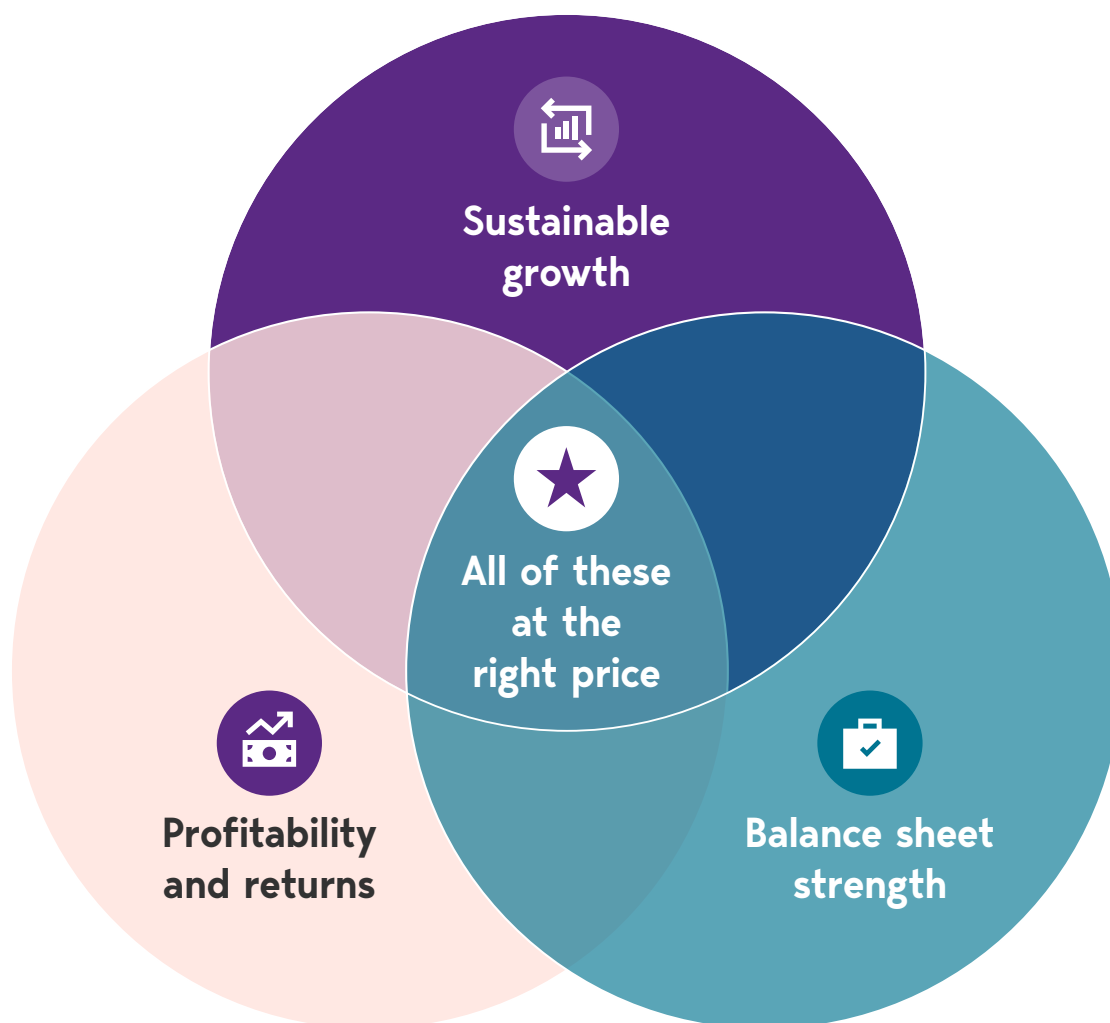 Sustainable
growth
All of these
at the
right price
Profitability
and returns
Balance sheet
strength